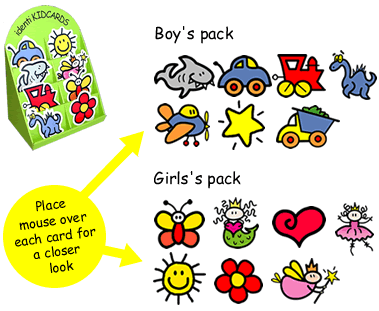 identi KIDCARDS
Boy's pack
Girls's pack
Place
mouse over
each card for
a closer
look